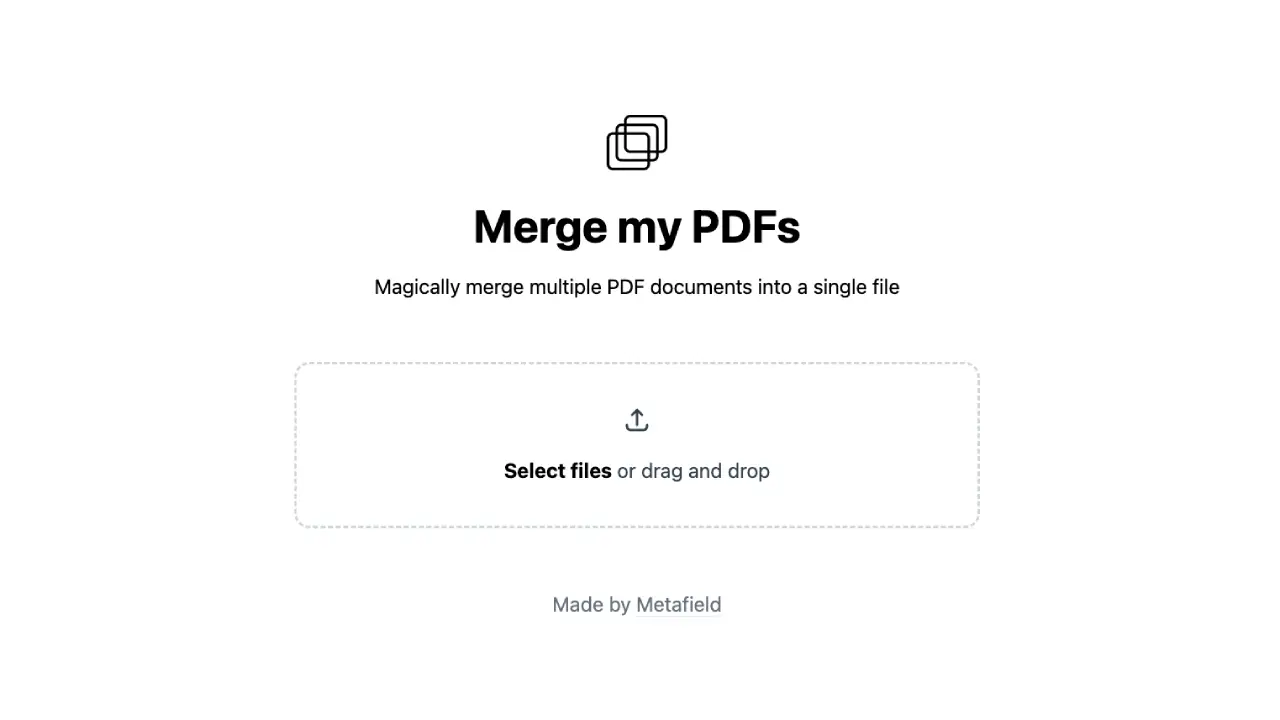 Merge my PDFs
Magically merge multiple PDF documents into a single file
Select files or drag and drop
Made by Metafield